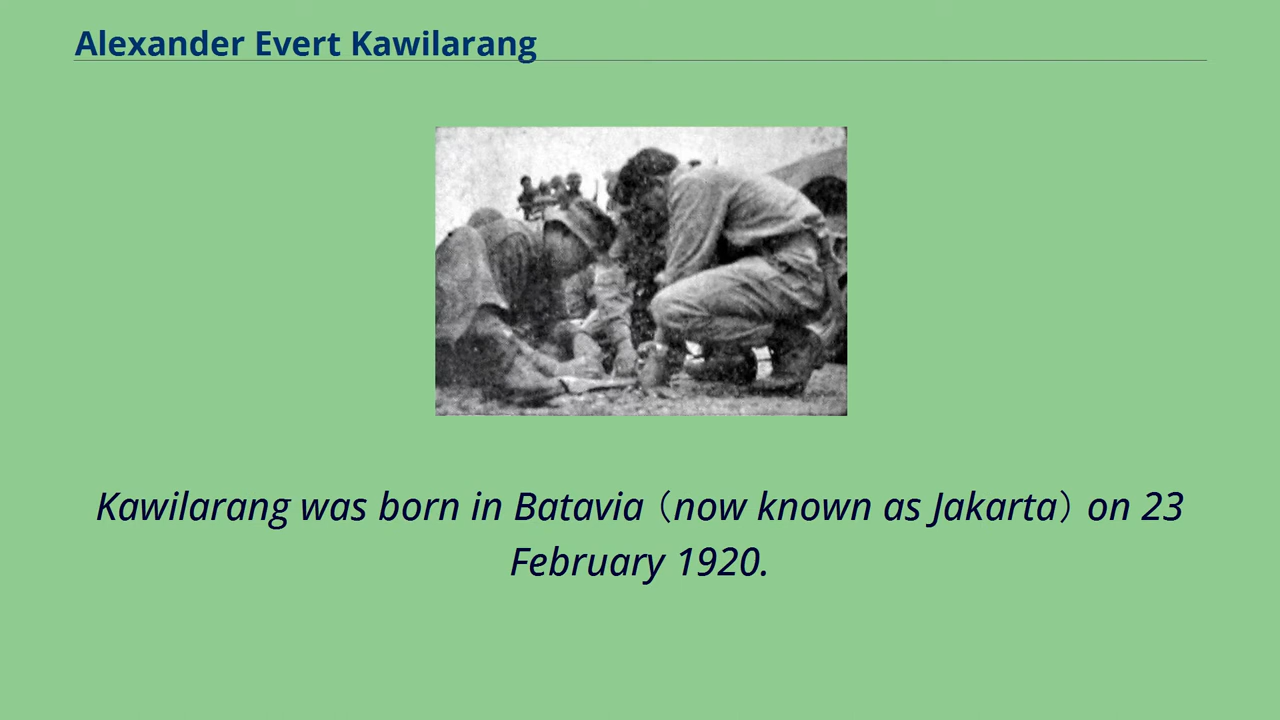 Alexander Evert Kawilarang
Kawilarang was born in Batavia (now known as Jakarta) on 23
February 1920.